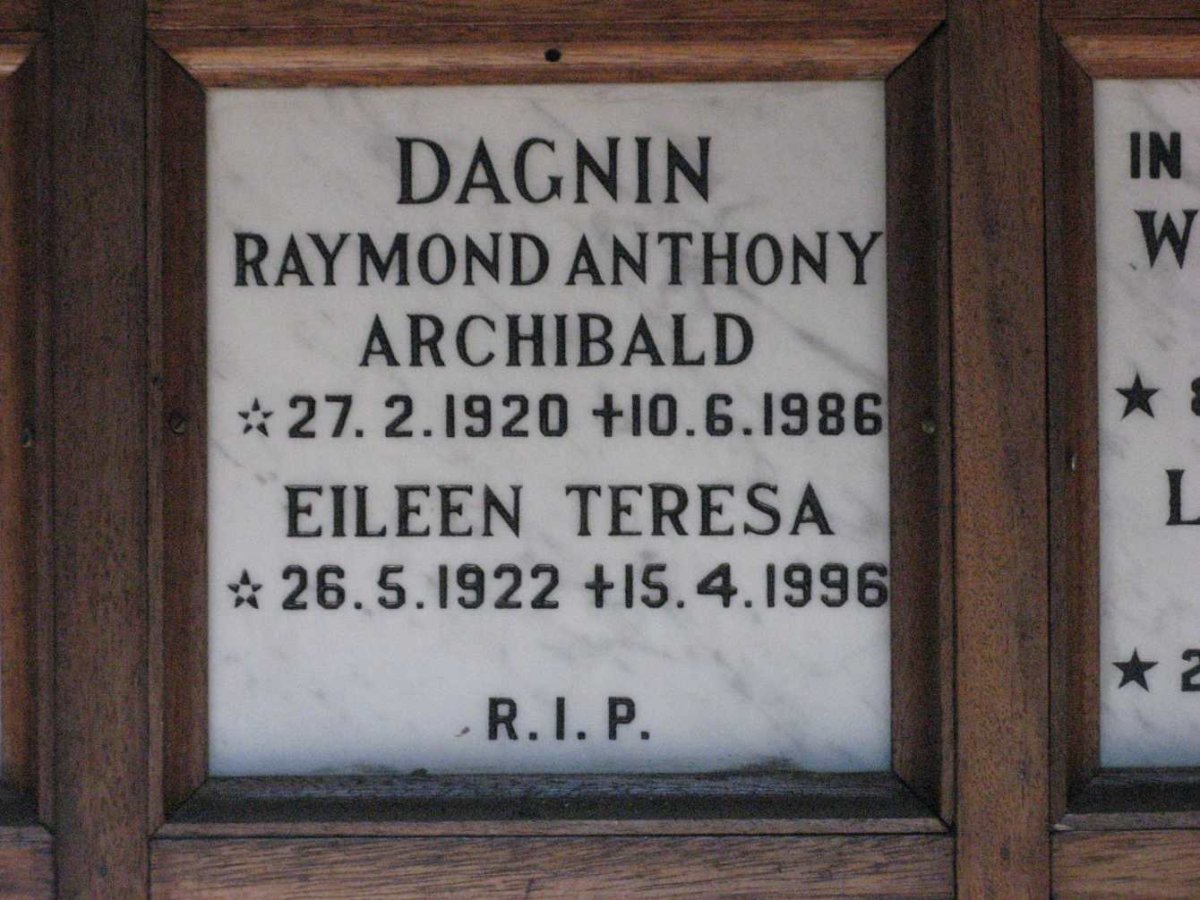 DAGNIN
RAYMOND ANTHONY
ARCHIBALD
☆ 27. 2. 1920 †10. 6. 1986
EILEEN TERESA
☆ 26. 5. 1922 †15. 4. 1996
R. I. P.
IN